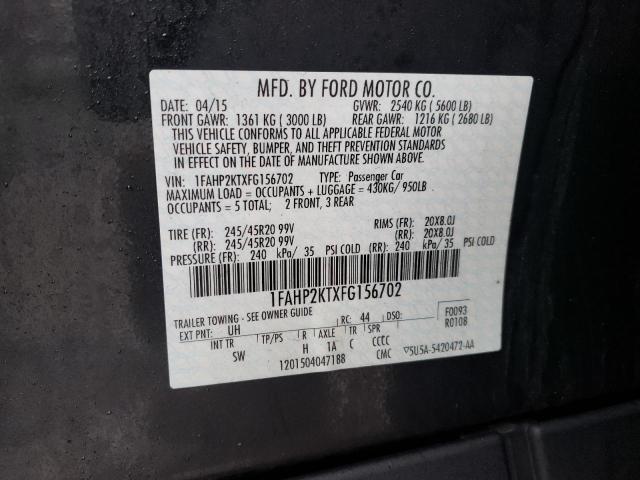 MFD. BY FORD MOTOR CO.
DATE: 04/15 GVWR: 2540 KG ( 5600 LB)
FRONT GAWR: 1361 KG ( 3000 LB) REAR GAWR: 1216 KG ( 2680 LB)
THIS VEHICLE CONFORMS TO ALL APPLICABLE FEDERAL MOTOR
VEHICLE SAFETY, BUMPER, AND THEFT PREVENTION STANDARDS
IN EFFECT ON THE DATE OF MANUFACTURE SHOWN ABOVE.
VIN: 1FAHP2KTXFG156702 TYPE: Passenger Car
MAXIMUM LOAD = OCCUPANTS + LUGGAGE = 430KG/ 950LB
OCCUPANTS = 5 TOTAL; 2 FRONT, 3 REAR
TIRE (FR): 245/45R20 99V RIMS (FR): 20X8.0J
(RR): 245/45R20 99V (RR): 20X8.0J
PRESSURE (FR): 240 kPa/ 35 PSI COLD (RR): 240 kPa/ 35 PSI COLD
1FAHP2KTXFG156702
TRAILER TOWING - SEE OWNER GUIDE
EXT PNT: UH RC: 44 DSO: F0093
R0108
INT TR TP/PS R AXLE TR SPR
SW H 1A C CCTC
120150404718B CMC 5U5A-5420472-AA